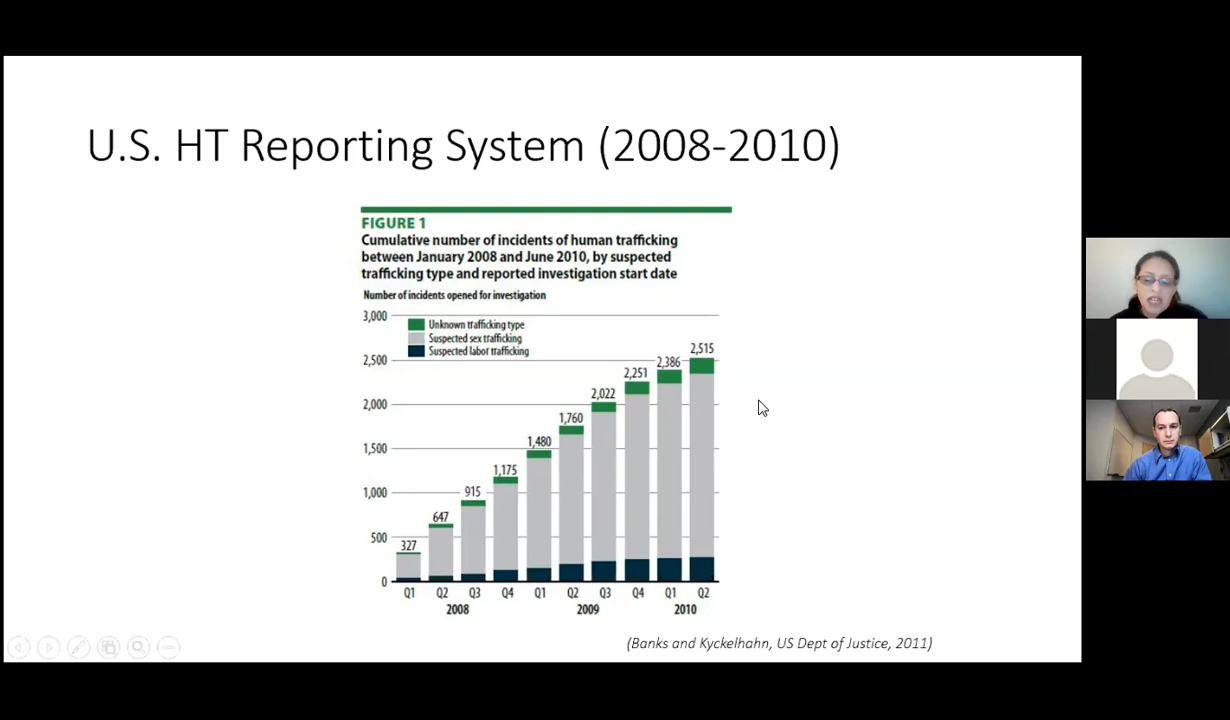 U.S. HT Reporting System (2008-2010)
FIGURE 1
Cumulative number of incidents of human trafficking
between January 2008 and June 2010, by suspected
trafficking type and reported investigation start date
Number of incidents opened for investigation
3,000
Unknown trafficking type
Suspected sex trafficking
Suspected labor trafficking
2,515
2,500
2,386
2,251
2,022
2,000
1,760
1,500
1,480
1,175
1,000
915
647
500
327
0
Q1 Q2 Q3 Q4 Q1 Q2 Q3 Q4 Q1 Q2
2008 2009 2010
(Banks and Kyckelhahn, US Dept of Justice, 2011)